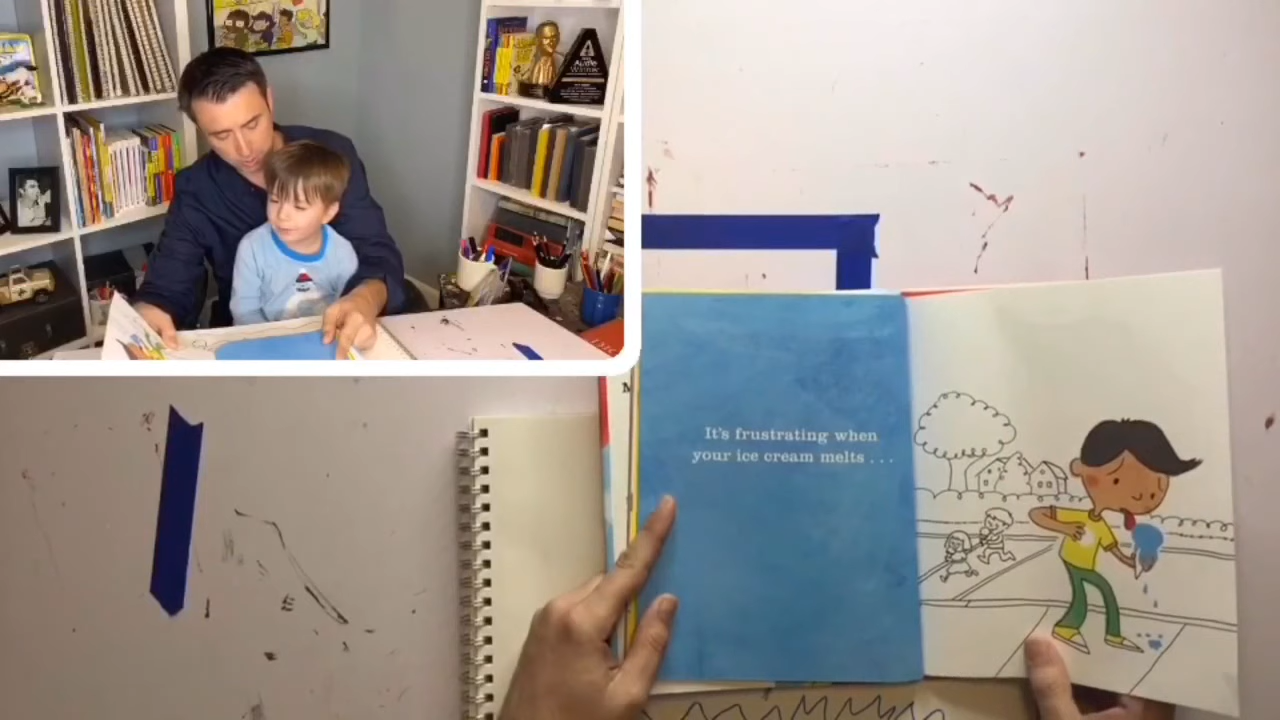 It's frustrating when
your ice cream melts . . .